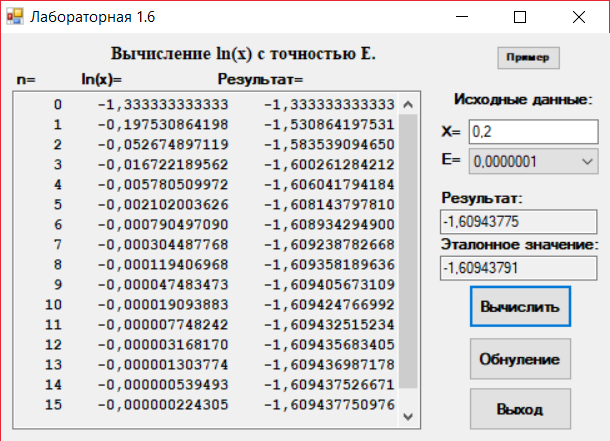 Лабораторная 1.6
Вычисление ln(x) с точностью E.
n= ln(x)= Результат=
0 -1,333333333333 -1,333333333333
1 -0,197530864198 -1,530864197531
2 -0,052674897119 -1,583539094650
3 -0,016722189562 -1,600261284212
4 -0,005780509972 -1,606041794184
5 -0,002102003626 -1,608143797810
6 -0,000790497090 -1,608934294900
7 -0,000304487768 -1,609238782668
8 -0,000119406968 -1,609358189636
9 -0,000047483473 -1,609405673109
10 -0,000019093883 -1,609424766992
11 -0,000007748242 -1,609432515234
12 -0,000003168170 -1,609435683405
13 -0,000001303774 -1,609436987178
14 -0,000000539493 -1,609437526671
15 -0,000000224305 -1,609437750976
Пример
Исходные данные:
X= 0,2
E= 0,0000001
Результат:
-1,60943775
Эталонное значение:
-1,60943791
Вычислить
Обнуление
Выход